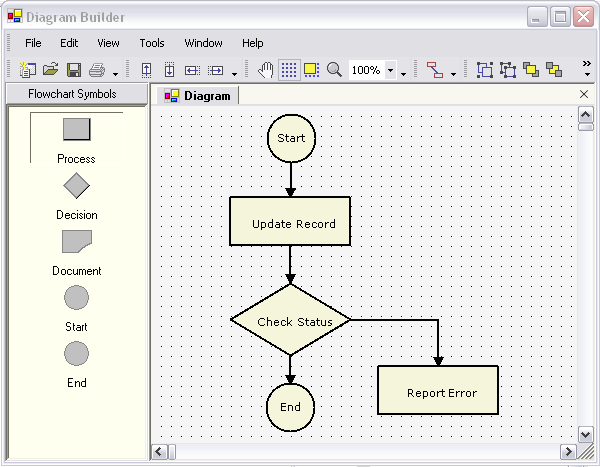 Diagram Builder
File Edit View Tools Window Help
100%
Flowchart Symbols
Diagram
Process
Decision
Document
Start
End
Start
Update Record
Check Status
Report Error
End